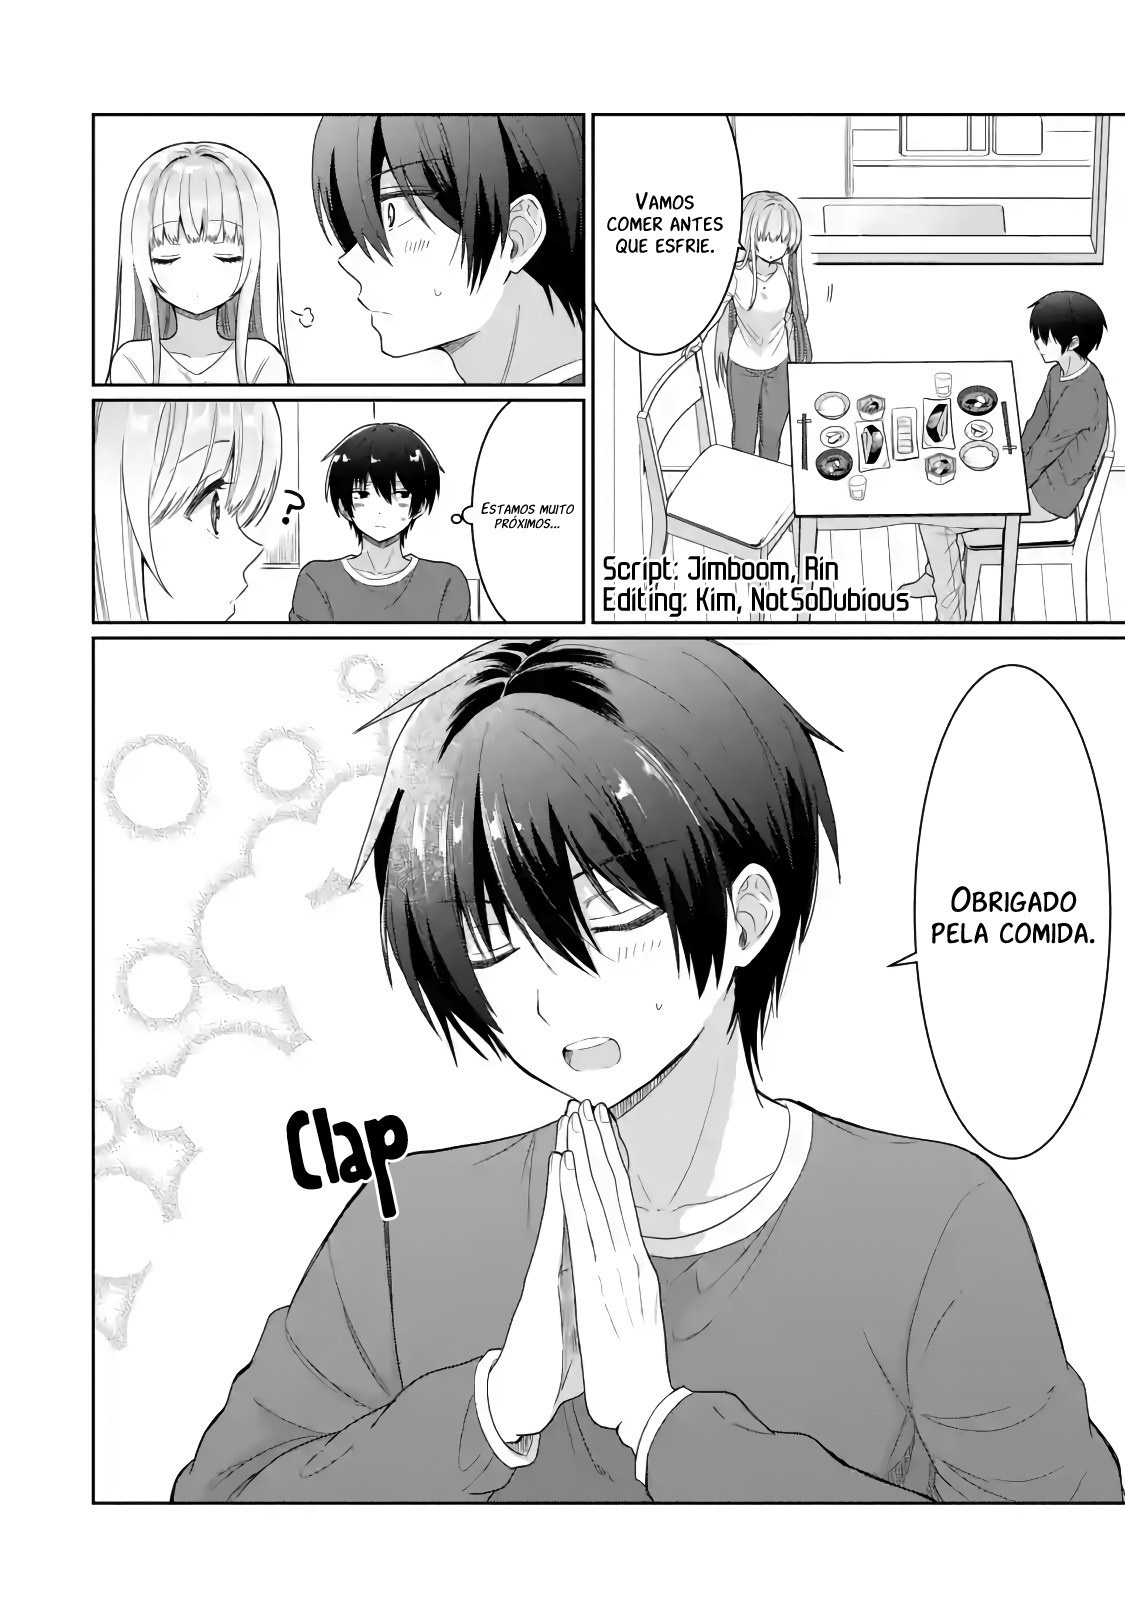 VAMOS
COMER ANTES
QUE ESFRIE.
Script: Jimboom, Rin
Editing: Kim, NotSoDubious
?
ESTAMOS MUITO
PRÓXIMOS...
OBRIGADO
PELA COMIDA.
Clap